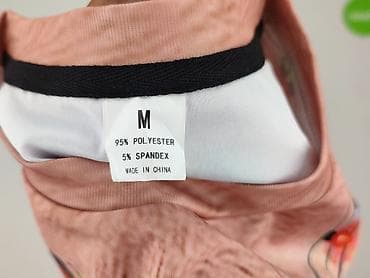 M
95% POLYESTER
5% SPANDEX
MADE IN CHINA